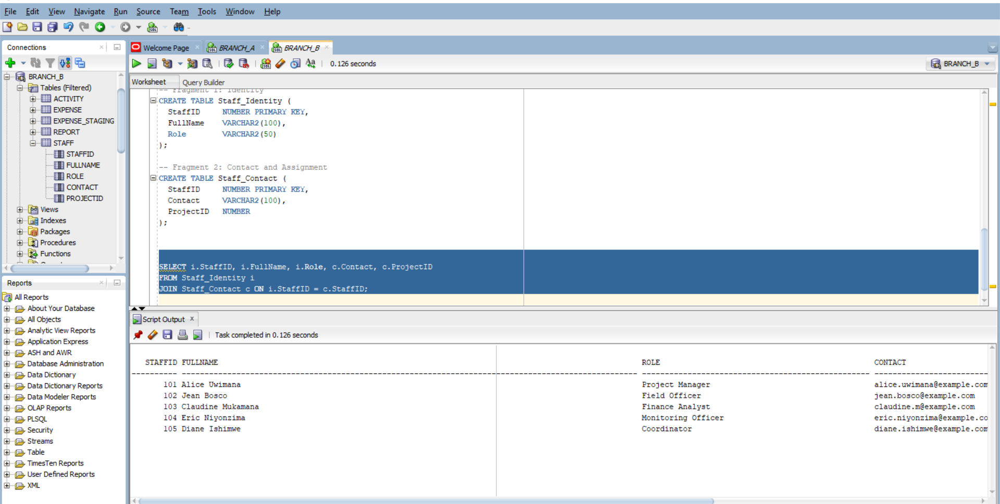 File Edit View Navigate Run Source Team Tools Window Help
Connections
BRANCH_B
Tables (Filtered)
ACTIVITY
EXPENSE
EXPENSE_STAGING
REPORT
STAFF
STAFFID
FULLNAME
ROLE
CONTACT
PROJECTID
Views
Indexes
Packages
Procedures
Functions
Reports
All Reports
About Your Database
All Objects
Analytic View Reports
Application Express
ASH and AWR
Database Administration
Data Dictionary
Data Dictionary Reports
Data Modeler Reports
OLAP Reports
PLSQL
Security
Streams
Table
TimesTen Reports
User Defined Reports
XML
Welcome Page BRANCH_A BRANCH_B
0.126 seconds BRANCH_B
Worksheet Query Builder
-- Fragment 1: Identity
CREATE TABLE Staff_Identity (
StaffID NUMBER PRIMARY KEY,
FullName VARCHAR2(100),
Role VARCHAR2(50)
);
-- Fragment 2: Contact and Assignment
CREATE TABLE Staff_Contact (
StaffID NUMBER PRIMARY KEY,
Contact VARCHAR2(100),
ProjectID NUMBER
);
SELECT i.StaffID, i.FullName, i.Role, c.Contact, c.ProjectID
FROM Staff_Identity i
JOIN Staff_Contact c ON i.StaffID = c.StaffID;
Script Output
Task completed in 0.126 seconds
STAFFID FULLNAME ROLE CONTACT
101 Alice Uwimana Project Manager alice.uwimana@example.com
102 Jean Bosco Field Officer jean.bosco@example.com
103 Claudine Mukamana Finance Analyst claudine.m@example.com
104 Eric Niyonzima Monitoring Officer eric.niyonzima@example.co
105 Diane Ishimwe Coordinator diane.ishimwe@example.com